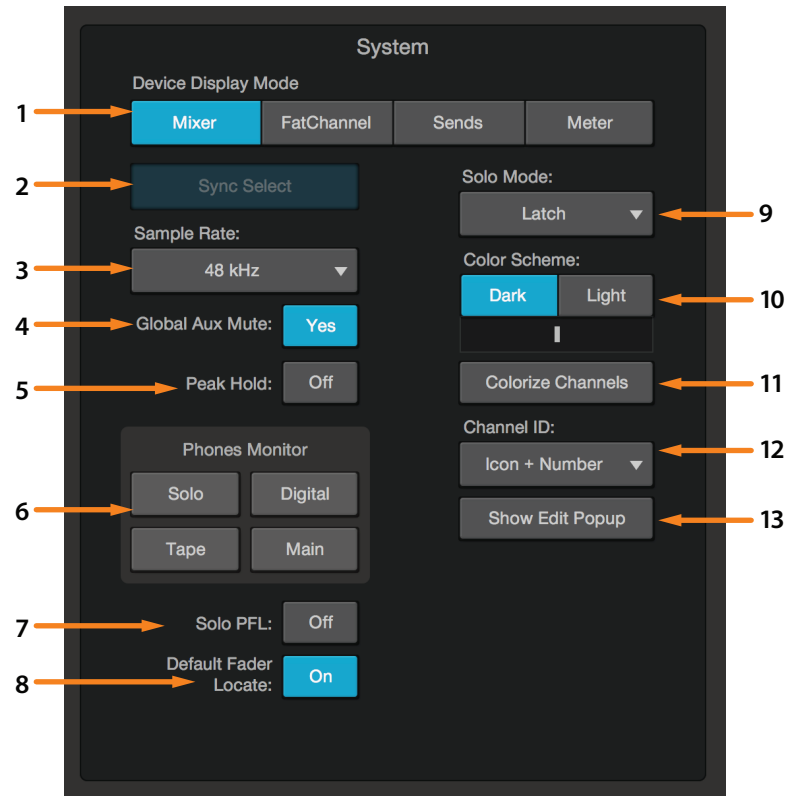 System
Device Display Mode
1
Mixer FatChannel Sends Meter
2
Sync Select
Sample Rate:
3
48 kHz
4
Global Aux Mute: Yes
5
Peak Hold: Off
Phones Monitor
6
Solo Digital
Tape Main
7
Solo PFL: Off
8
Default Fader
Locate: On
Solo Mode:
Latch
9
Color Scheme:
Dark Light
10
Colorize Channels
11
Channel ID:
Icon + Number
12
Show Edit Popup
13